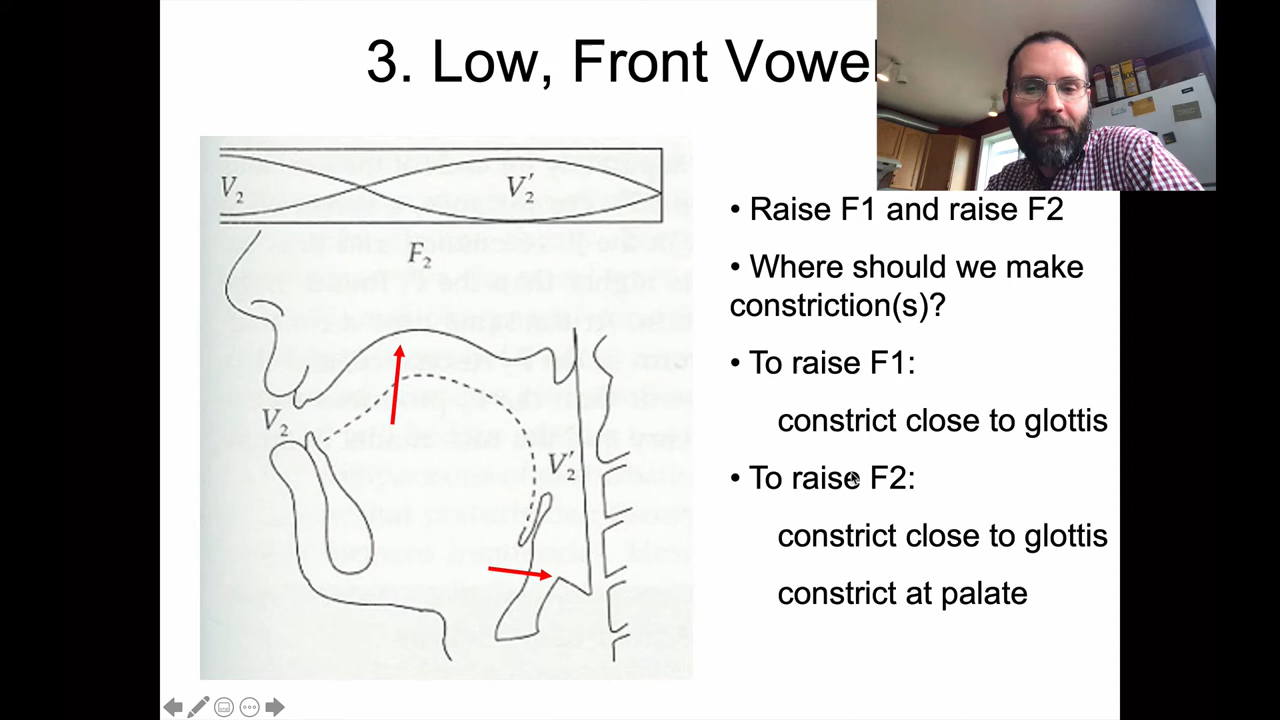 3. Low, Front Vowel
V2
V2′
F2
V2
V2′
• Raise F1 and raise F2
• Where should we make
constriction(s)?
• To raise F1:
constrict close to glottis
• To raise F2:
constrict close to glottis
constrict at palate